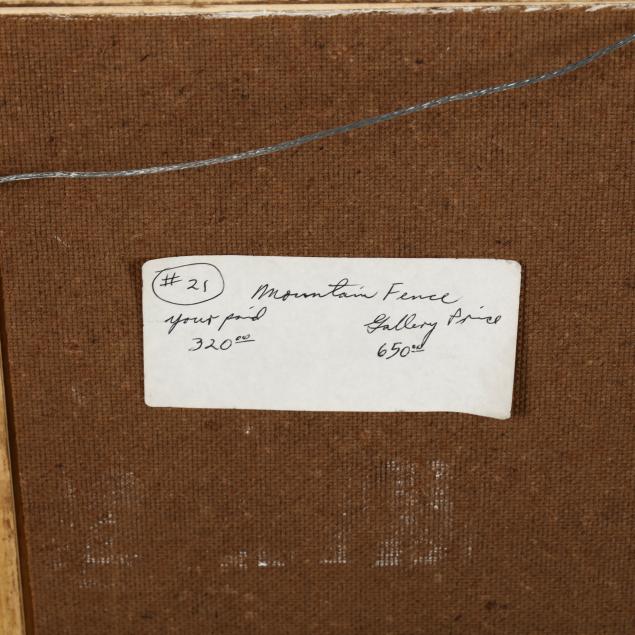 #21 Mountain Fence
your paid Gallery Price
320.00 650.00